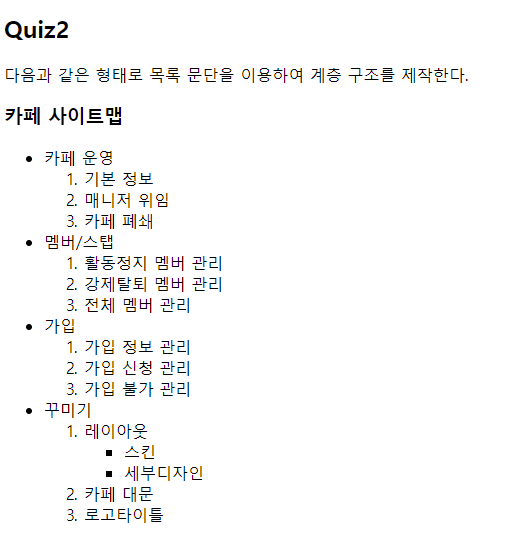 Quiz2
다음과 같은 형태로 목록 문단을 이용하여 계층 구조를 제작한다.
카페 사이트맵
• 카페 운영
1. 기본 정보
2. 매니저 위임
3. 카페 폐쇄
• 멤버/스탭
1. 활동정지 멤버 관리
2. 강제탈퇴 멤버 관리
3. 전체 멤버 관리
• 가입
1. 가입 정보 관리
2. 가입 신청 관리
3. 가입 불가 관리
• 꾸미기
1. 레이아웃
▪ 스킨
▪ 세부디자인
2. 카페 대문
3. 로고타이틀